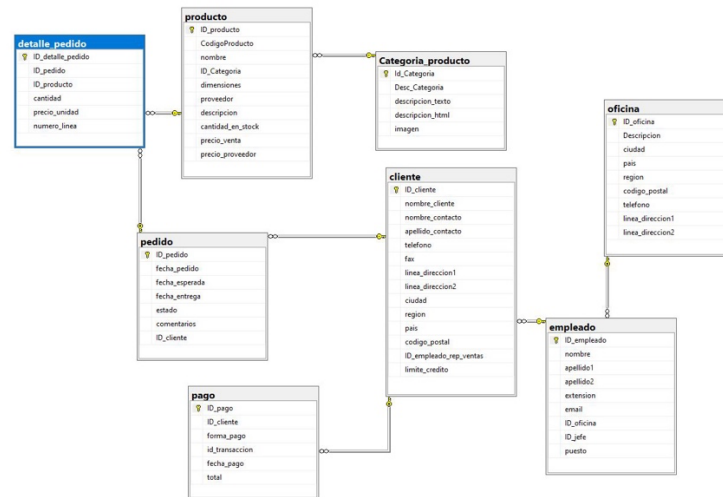 detalle_pedido
ID_detalle_pedido
ID_pedido
ID_producto
cantidad
precio_unidad
numero_linea
producto
ID_producto
CodigoProducto
nombre
ID_Categoria
dimensiones
proveedor
descripcion
cantidad_en_stock
precio_venta
precio_proveedor
Categoria_producto
Id_Categoria
Desc_Categoria
descripcion_texto
descripcion_html
imagen
oficina
ID_oficina
Descripcion
ciudad
pais
region
codigo_postal
telefono
linea_direccion1
linea_direccion2
cliente
ID_cliente
nombre_cliente
nombre_contacto
apellido_contacto
telefono
fax
linea_direccion1
linea_direccion2
ciudad
region
pais
codigo_postal
ID_empleado_rep_ventas
limite_credito
pedido
ID_pedido
fecha_pedido
fecha_esperada
fecha_entrega
estado
comentarios
ID_cliente
empleado
ID_empleado
nombre
apellido1
apellido2
extension
email
ID_oficina
ID_jefe
puesto
pago
ID_pago
ID_cliente
forma_pago
id_transaccion
fecha_pago
total